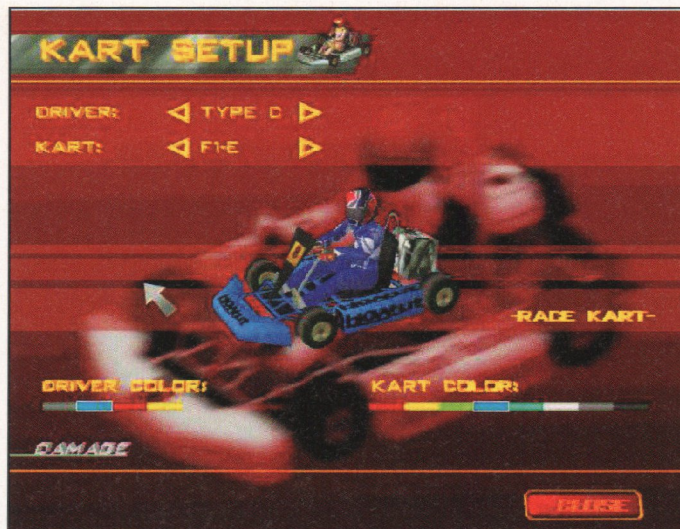 KART SETUP
DRIVER: TYPE C
KART: F1-E
-RACE KART-
DRIVER COLOR:
KART COLOR:
DAMAGE
CLOSE